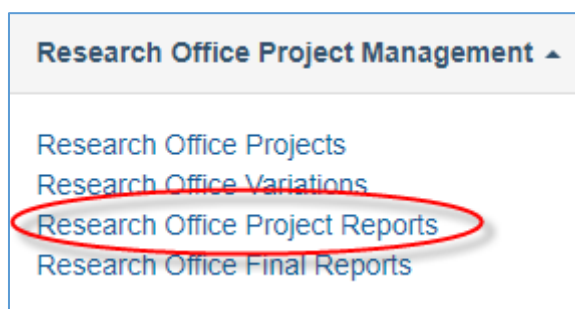 Research Office Project Management
Research Office Projects
Research Office Variations
Research Office Project Reports
Research Office Final Reports